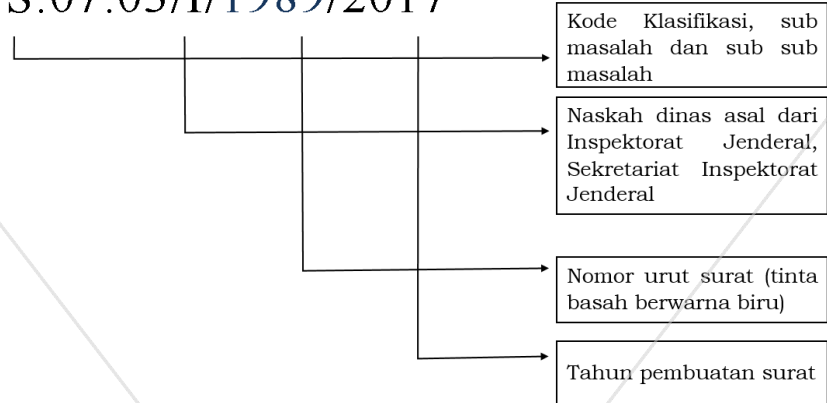 S.07.03/I/1989/2017
Kode Klasifikasi, sub
masalah dan sub sub
masalah
Naskah dinas asal dari
Inspektorat Jenderal,
Sekretariat Inspektorat
Jenderal
Nomor urut surat (tinta
basah berwarna biru)
Tahun pembuatan surat